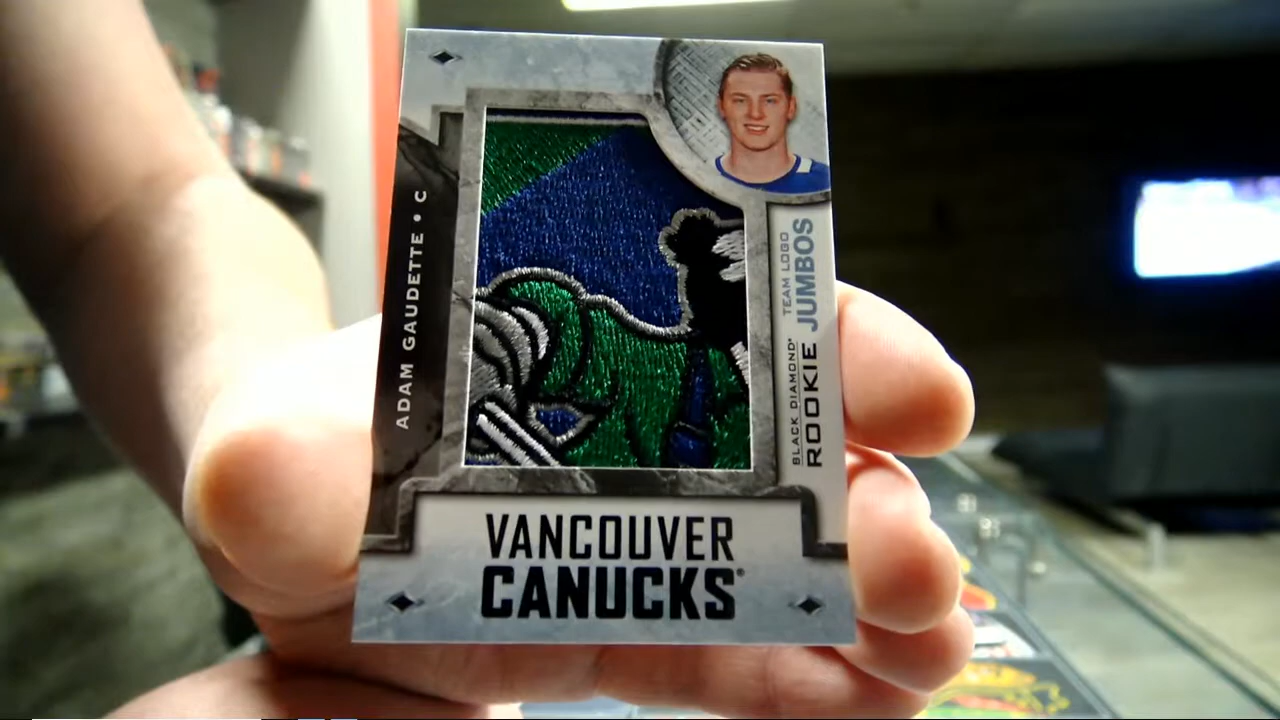 ADAM GAUDETTE • C
TEAM LOGO
JUMBOS
BLACK DIAMOND®
ROOKIE
VANCOUVER
CANUCKS®